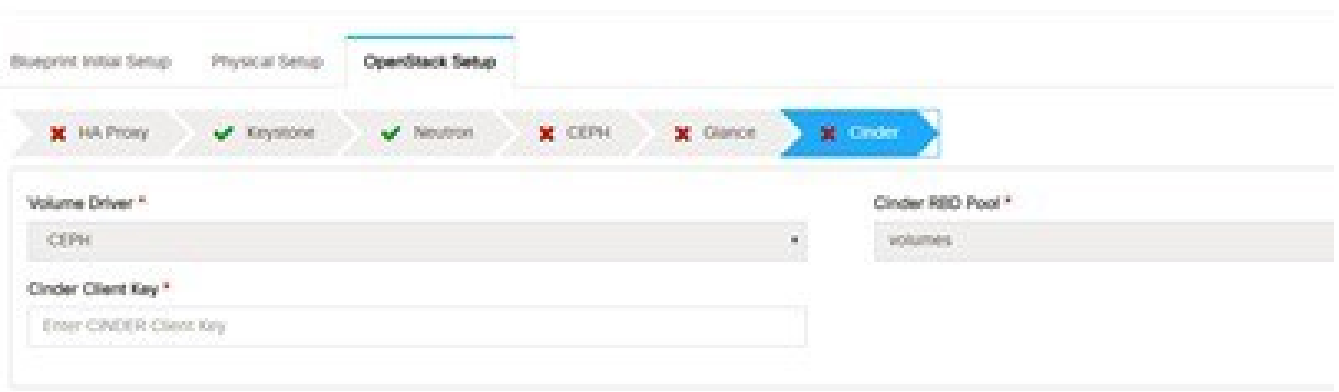 Blueprint Initial Setup Physical Setup OpenStack Setup
HA Proxy Keystone Neutron CEPH Glance Cinder
Volume Driver * Cinder RBD Pool *
CEPH volumes
Cinder Client Key *
Enter CINDER Client Key